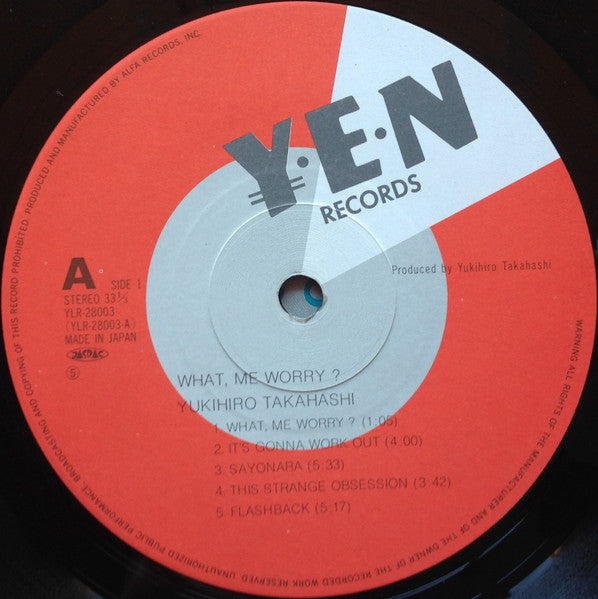 Y·E·N
RECORDS
Produced by Yukihiro Takahashi
A SIDE 1
STEREO 33⅓
YLR-28003
(YLR-28003-A)
MADE IN JAPAN
JASRAC
5
WHAT, ME WORRY ?
YUKIHIRO TAKAHASHI
1. WHAT, ME WORRY ? (1:05)
2. IT'S GONNA WORK OUT (4:00)
3. SAYONARA (5:33)
4. THIS STRANGE OBSESSION (3:42)
5. FLASHBACK (5:17)
WARNING: ALL RIGHTS OF THE MANUFACTURER AND OF THE OWNER OF THE RECORDED WORK RESERVED. UNAUTHORIZED PUBLIC PERFORMANCE, BROADCASTING AND COPYING OF THIS RECORD PROHIBITED. PRODUCED AND MANUFACTURED BY ALFA RECORDS, INC.